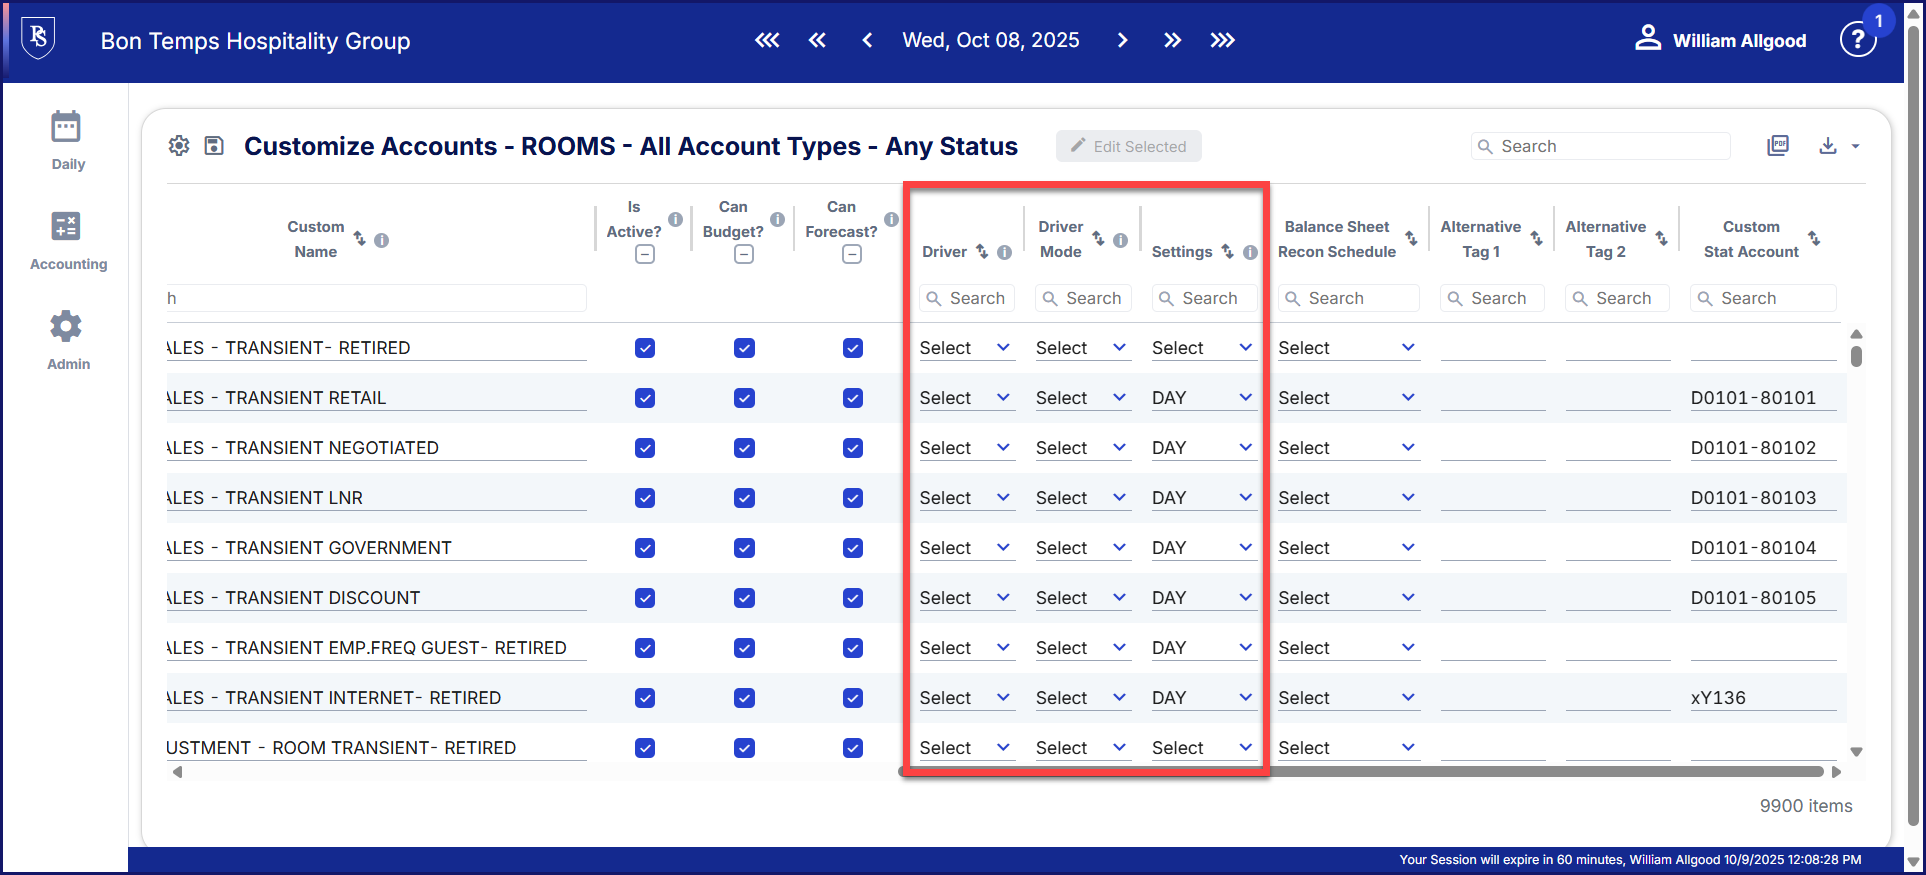 Bon Temps Hospitality Group
Wed, Oct 08, 2025
William Allgood
?
1
Daily
Accounting
Admin
Customize Accounts - ROOMS - All Account Types - Any Status
Edit Selected
Search
PDF
Custom Name
Is Active?
Can Budget?
Can Forecast?
Driver
Driver Mode
Settings
Balance Sheet Recon Schedule
Alternative Tag 1
Alternative Tag 2
Custom Stat Account
h
Search Search Search Search Search Search Search
ALES - TRANSIENT- RETIRED Select Select Select Select
ALES - TRANSIENT RETAIL Select Select DAY Select D0101-80101
ALES - TRANSIENT NEGOTIATED Select Select DAY Select D0101-80102
ALES - TRANSIENT LNR Select Select DAY Select D0101-80103
ALES - TRANSIENT GOVERNMENT Select Select DAY Select D0101-80104
ALES - TRANSIENT DISCOUNT Select Select DAY Select D0101-80105
ALES - TRANSIENT EMP.FREQ GUEST- RETIRED Select Select DAY Select
ALES - TRANSIENT INTERNET- RETIRED Select Select DAY Select xY136
USTMENT - ROOM TRANSIENT- RETIRED Select Select Select Select
9900 items
Your Session will expire in 60 minutes, William Allgood 10/9/2025 12:08:28 PM